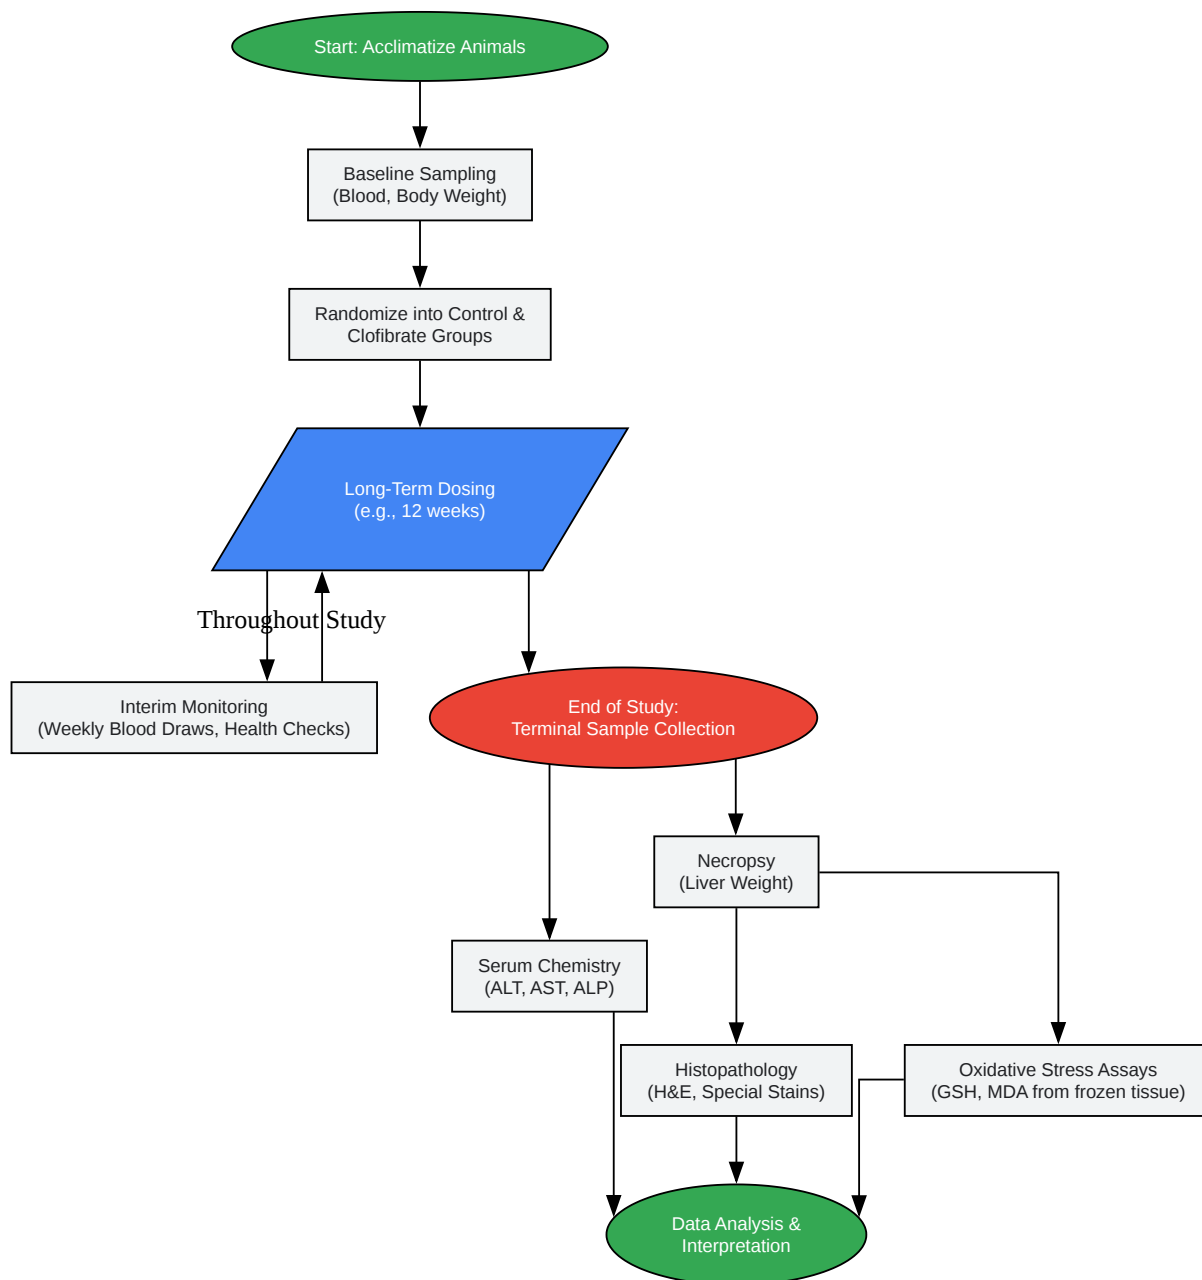 Start: Acclimatize Animals
Baseline Sampling
(Blood, Body Weight)
Randomize into Control &
Clofibrate Groups
Long-Term Dosing
(e.g., 12 weeks)
Throughout Study
Interim Monitoring
(Weekly Blood Draws, Health Checks)
End of Study:
Terminal Sample Collection
Necropsy
(Liver Weight)
Serum Chemistry
(ALT, AST, ALP)
Histopathology
(H&E, Special Stains)
Oxidative Stress Assays
(GSH, MDA from frozen tissue)
Data Analysis &
Interpretation